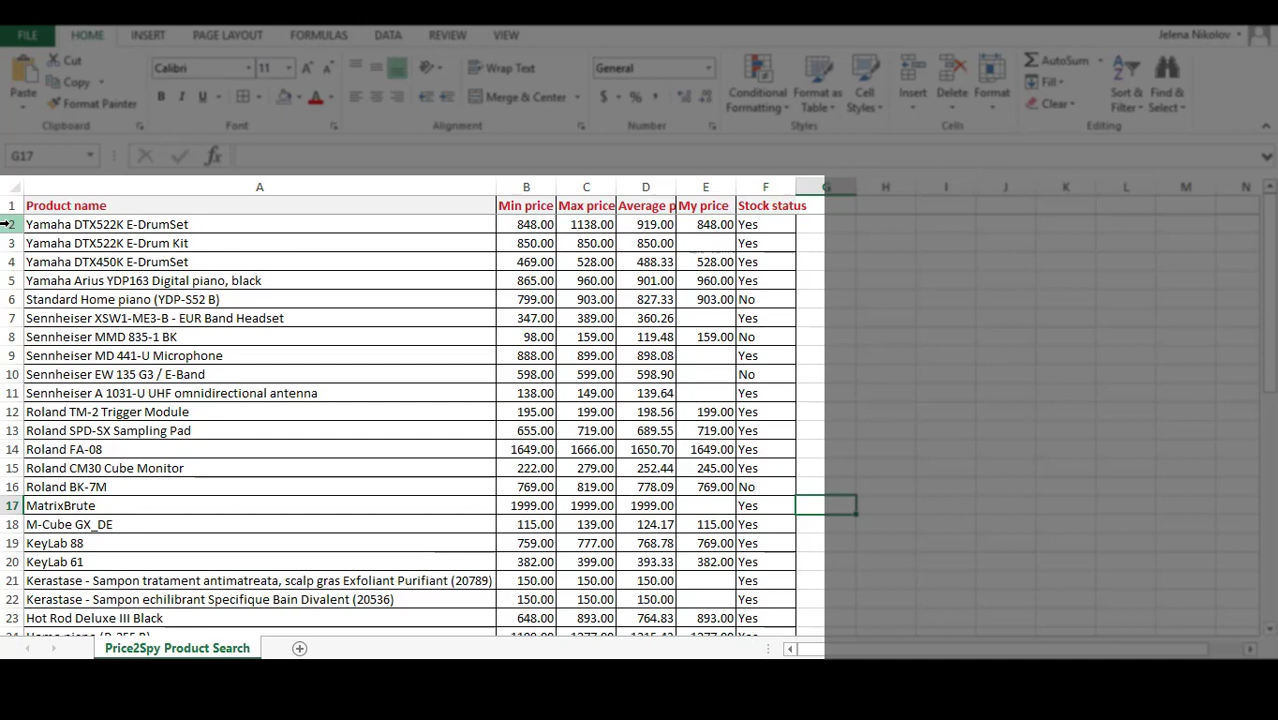 FILE HOME INSERT PAGE LAYOUT FORMULAS DATA REVIEW VIEW Jelena Nikolov
Cut Calibri 11 Wrap Text General AutoSum
Copy Fill
Paste Format Painter B I U Merge & Center $ % , Conditional Formatting Format as Table Cell Styles Insert Delete Format Clear Sort & Filter Find & Select
Clipboard Font Alignment Number Styles Cells Editing
G17 fx
A B C D E F G H I J K L M N
1 Product name Min price Max price Average p My price Stock status
2 Yamaha DTX522K E-DrumSet 848.00 1138.00 919.00 848.00 Yes
3 Yamaha DTX522K E-Drum Kit 850.00 850.00 850.00 Yes
4 Yamaha DTX450K E-DrumSet 469.00 528.00 488.33 528.00 Yes
5 Yamaha Arius YDP163 Digital piano, black 865.00 960.00 901.00 960.00 Yes
6 Standard Home piano (YDP-S52 B) 799.00 903.00 827.33 903.00 No
7 Sennheiser XSW1-ME3-B - EUR Band Headset 347.00 389.00 360.26 Yes
8 Sennheiser MMD 835-1 BK 98.00 159.00 119.48 159.00 No
9 Sennheiser MD 441-U Microphone 888.00 899.00 898.08 Yes
10 Sennheiser EW 135 G3 / E-Band 598.00 599.00 598.90 No
11 Sennheiser A 1031-U UHF omnidirectional antenna 138.00 149.00 139.64 Yes
12 Roland TM-2 Trigger Module 195.00 199.00 198.56 199.00 Yes
13 Roland SPD-SX Sampling Pad 655.00 719.00 689.55 719.00 Yes
14 Roland FA-08 1649.00 1666.00 1650.70 1649.00 Yes
15 Roland CM30 Cube Monitor 222.00 279.00 252.44 245.00 Yes
16 Roland BK-7M 769.00 819.00 778.09 769.00 No
17 MatrixBrute 1999.00 1999.00 1999.00 Yes
18 M-Cube GX_DE 115.00 139.00 124.17 115.00 Yes
19 KeyLab 88 759.00 777.00 768.78 769.00 Yes
20 KeyLab 61 382.00 399.00 393.33 382.00 Yes
21 Kerastase - Sampon tratament antimatreata, scalp gras Exfoliant Purifiant (20789) 150.00 150.00 150.00 Yes
22 Kerastase - Sampon echilibrant Specifique Bain Divalent (20536) 150.00 150.00 150.00 Yes
23 Hot Rod Deluxe III Black 648.00 893.00 764.83 893.00 Yes
Price2Spy Product Search